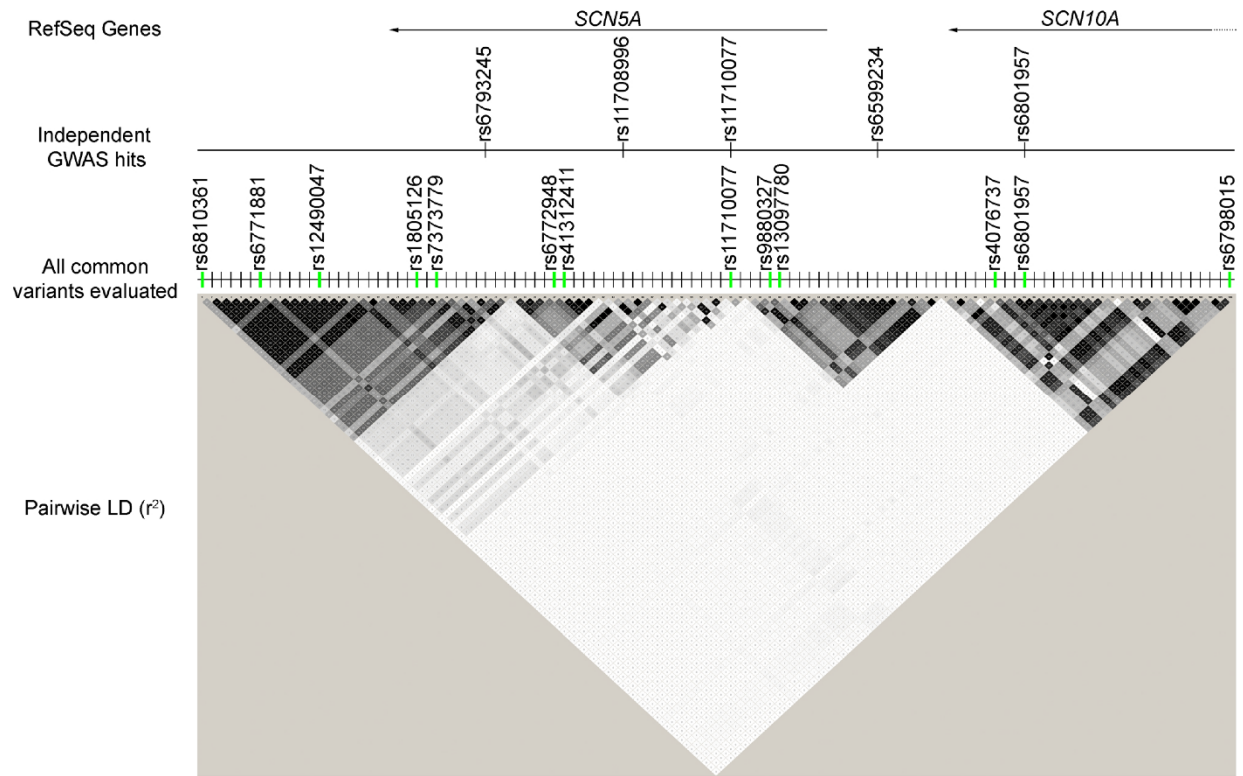 RefSeq Genes
SCN5A
SCN10A
Independent
GWAS hits
rs6793245
rs11708996
rs11710077
rs6599234
rs6801957
All common
variants evaluated
rs6810361
rs6771881
rs12490047
rs1805126
rs7373779
rs6772948
rs41312411
rs11710077
rs9880327
rs13097780
rs4076737
rs6801957
rs6798015
Pairwise LD (r²)